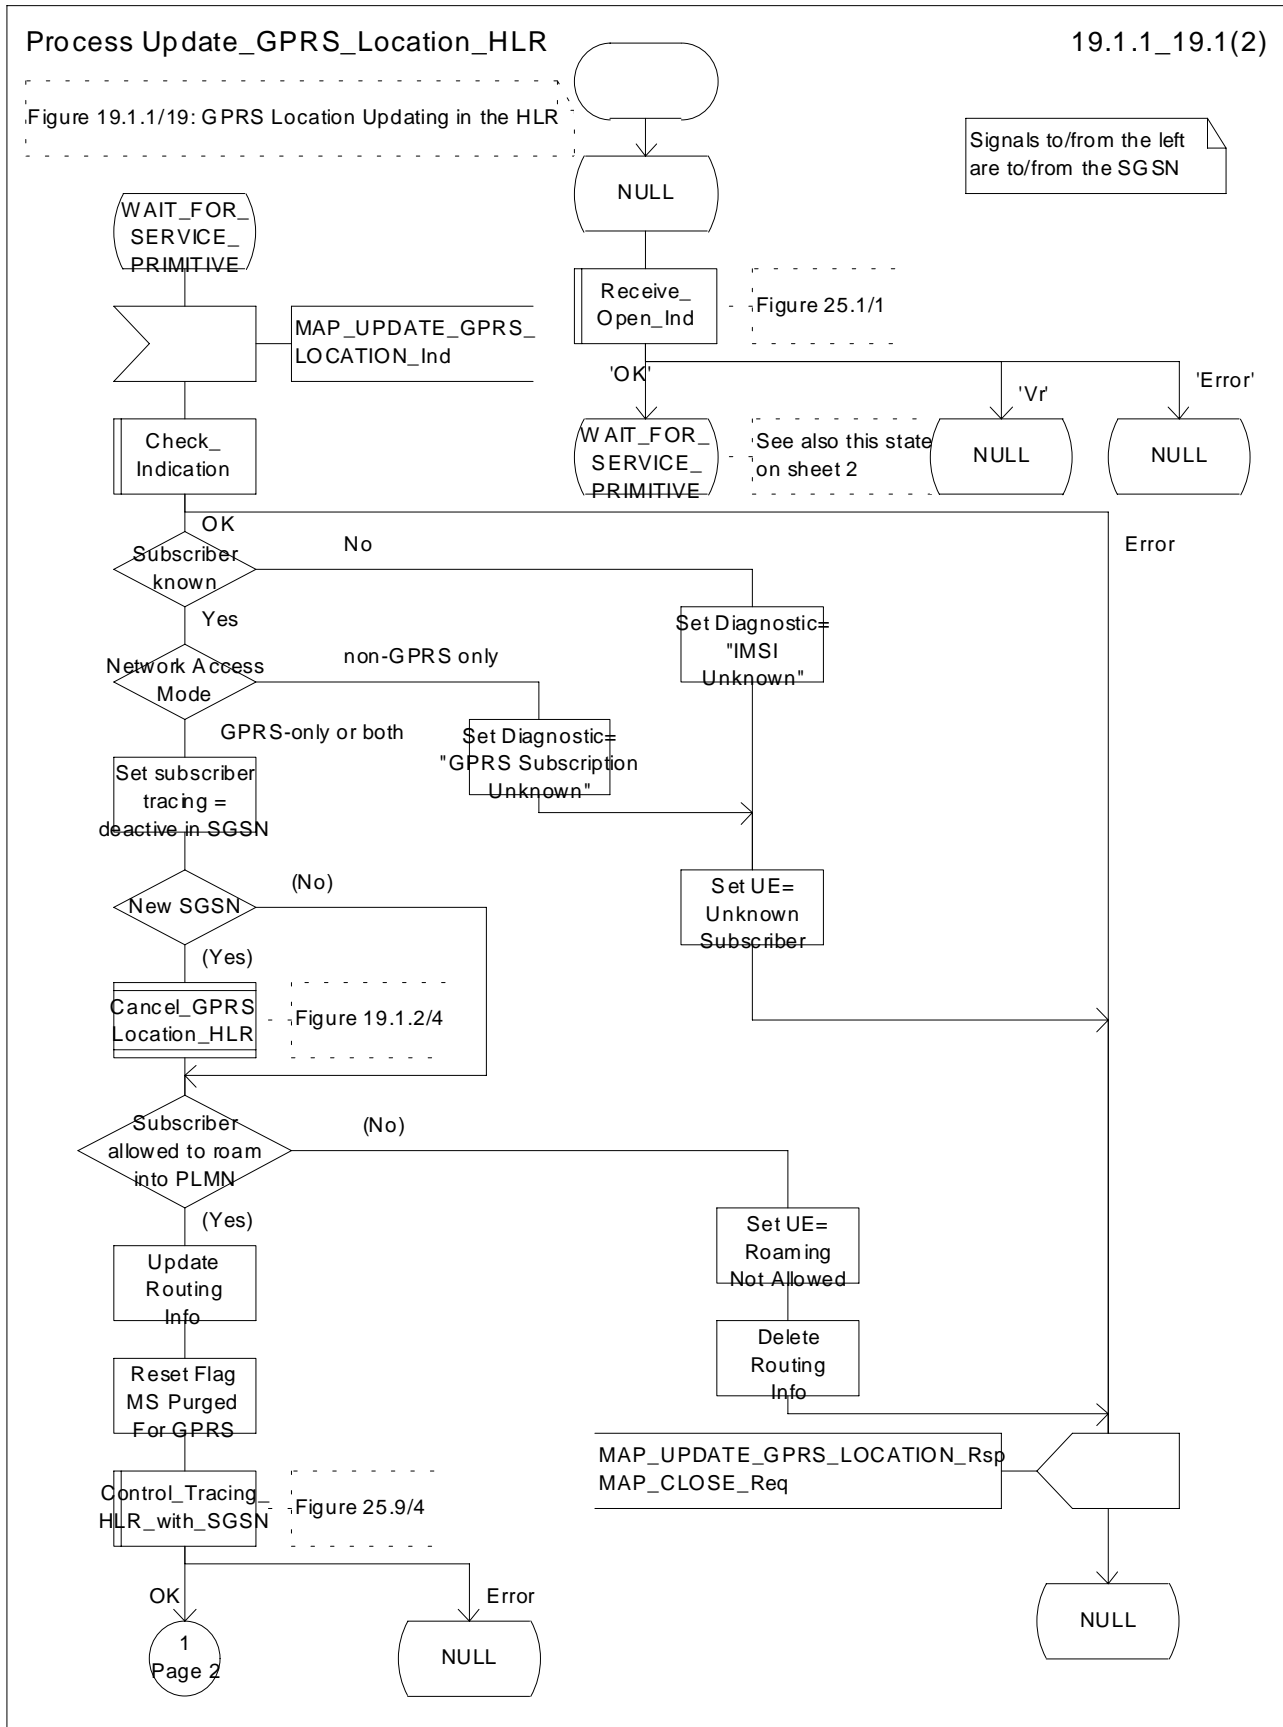 Process Update_GPRS_Location_HLR
19.1.1_19.1(2)
Figure 19.1.1/19: GPRS Location Updating in the HLR
Signals to/from the left
are to/from the SGSN
NULL
WAIT_FOR_
SERVICE_
PRIMITIVE
Receive_
Open_Ind
Figure 25.1/1
MAP_UPDATE_GPRS_
LOCATION_Ind
'OK'
'Vr'
'Error'
Check_
Indication
WAIT_FOR_
SERVICE_
PRIMITIVE
See also this state
on sheet 2
NULL
NULL
OK
Error
Subscriber
known
No
Yes
Set Diagnostic=
"IMSI
Unknown"
Network Access
Mode
non-GPRS only
GPRS-only or both
Set Diagnostic=
"GPRS Subscription
Unknown"
Set subscriber
tracing =
deactive in SGSN
New SGSN
(No)
(Yes)
Set UE=
Unknown
Subscriber
Cancel_GPRS
Location_HLR
Figure 19.1.2/4
Subscriber
allowed to roam
into PLMN
(No)
(Yes)
Set UE=
Roaming
Not Allowed
Update
Routing
Info
Delete
Routing
Info
Reset Flag
MS Purged
For GPRS
MAP_UPDATE_GPRS_LOCATION_Rsp
MAP_CLOSE_Req
Control_Tracing_
HLR_with_SGSN
Figure 25.9/4
OK
Error
NULL
1
Page 2
NULL